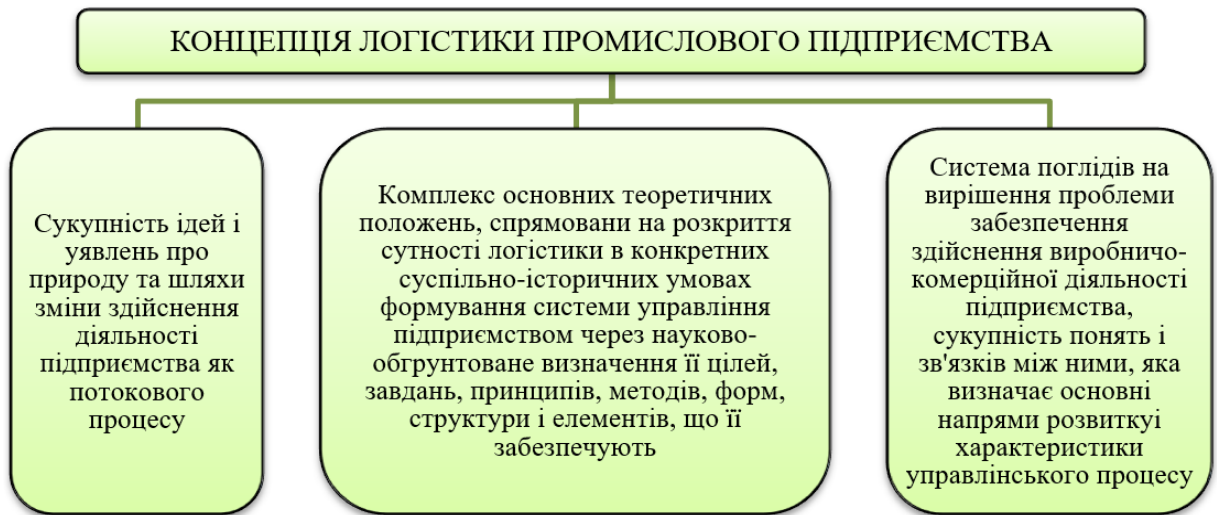 КОНЦЕПЦІЯ ЛОГІСТИКИ ПРОМИСЛОВОГО ПІДПРИЄМСТВА
Сукупність ідей і
уявлень про
природу та шляхи
зміни здійснення
діяльності
підприємства як
потокового
процесу
Комплекс основних теоретичних
положень, спрямовани на розкриття
сутності логістики в конкретних
суспільно-історичних умовах
формування системи управління
підприємством через науково-
обгрунтоване визначення її цілей,
завдань, принципів, методів, форм,
структури і елементів, що її
забезпечують
Система поглядів на
вирішення проблеми
забезпечення
здійснення виробничо-
комерційної діяльності
підприємства,
сукупність понять і
зв'язків між ними, яка
визначає основні
напрями розвиткуі
характеристики
управлінського процесу